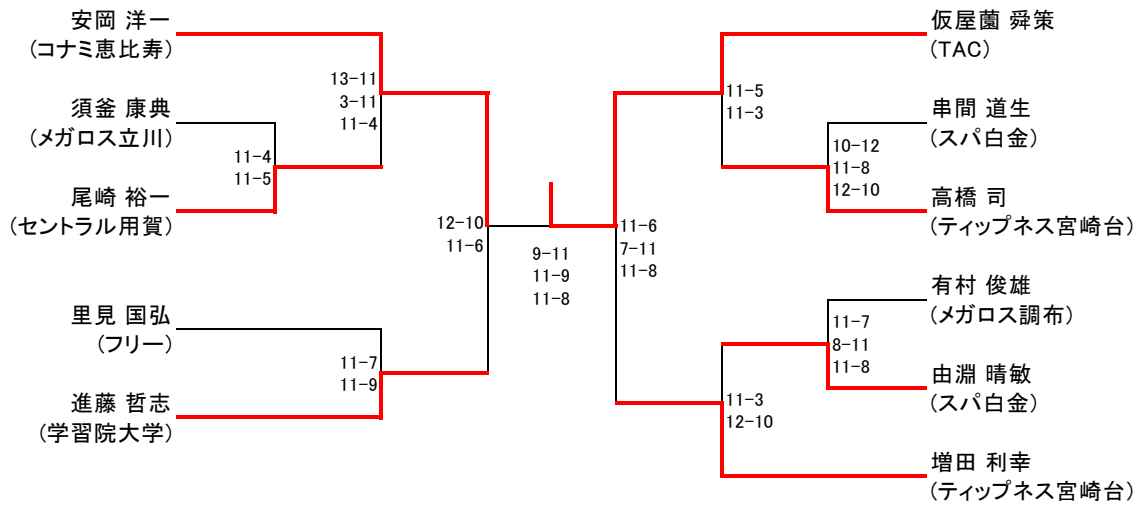 安岡 洋一
(コナミ恵比寿)
13-11
3-11
11-4
須釜 康典
(メガロス立川)
11-4
11-5
尾崎 裕一
(セントラル用賀)
12-10
11-6
里見 国弘
(フリー)
11-7
11-9
進藤 哲志
(学習院大学)
9-11
11-9
11-8
仮屋薗 舜策
(TAC)
11-5
11-3
串間 道生
(スパ白金)
10-12
11-8
12-10
高橋 司
(ティップネス宮崎台)
11-6
7-11
11-8
有村 俊雄
(メガロス調布)
11-7
8-11
11-8
由淵 晴敏
(スパ白金)
11-3
12-10
増田 利幸
(ティップネス宮崎台)